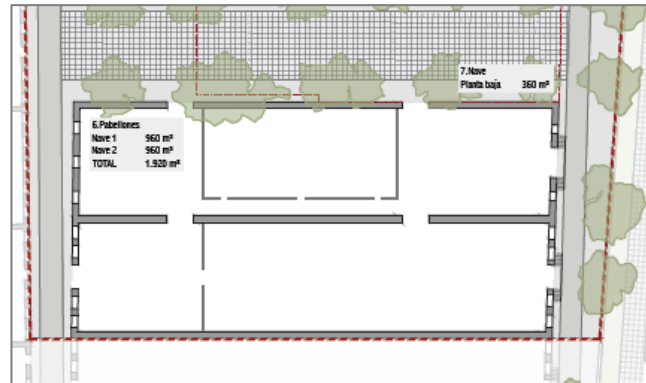 7.Nave
Planta baja 360 m²
6.Pabellones
Nave 1 960 m²
Nave 2 960 m²
TOTAL 1.920 m²